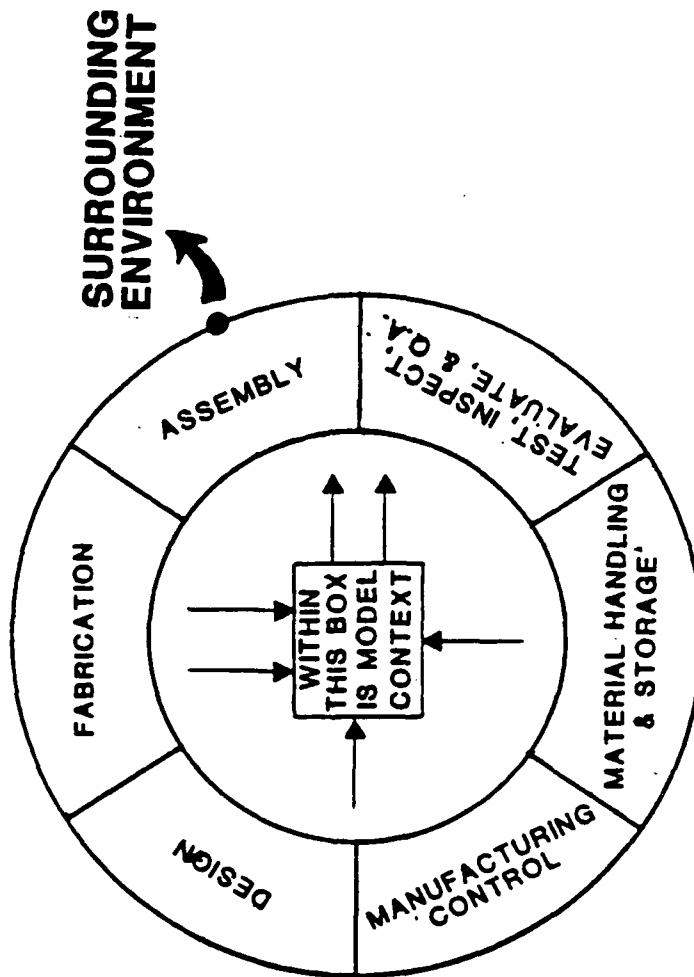 SURROUNDING
ENVIRONMENT
DESIGN
FABRICATION
ASSEMBLY
TEST, INSPECT,
EVALUATE, & Q.A.
MATERIAL HANDLING
& STORAGE
MANUFACTURING
CONTROL
WITHIN
THIS BOX
IS MODEL
CONTEXT